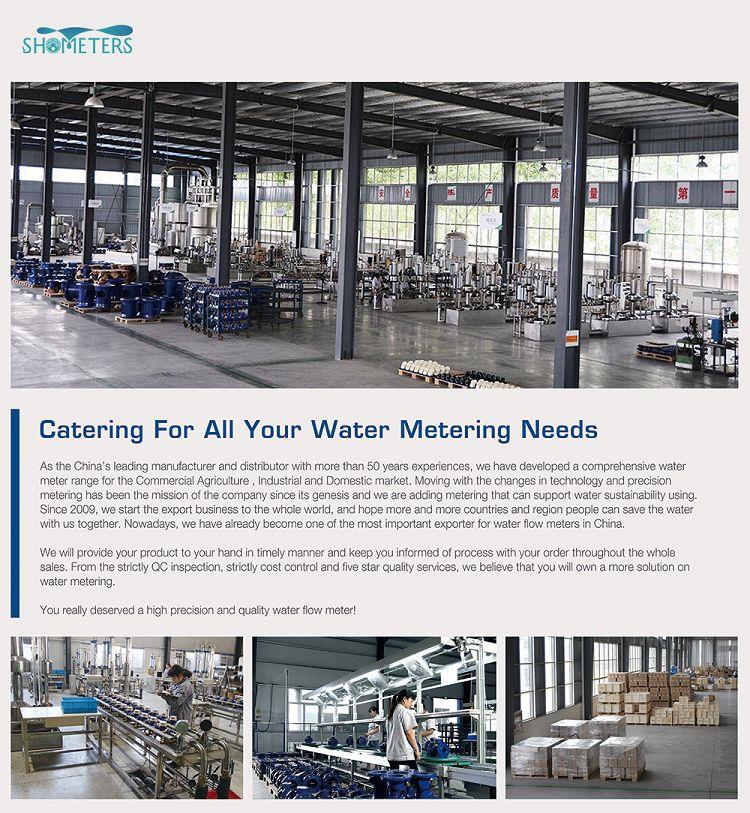 SHOMETERS
安全生产 质量第一
Catering For All Your Water Metering Needs
As the China's leading manufacturer and distributor with more than 50 years experiences, we have developed a comprehensive water
meter range for the Commercial Agriculture , Industrial and Domestic market. Moving with the changes in technology and precision
metering has been the mission of the company since its genesis and we are adding metering that can support water sustainability using.
Since 2009, we start the export business to the whole world, and hope more and more countries and region people can save the water
with us together. Nowadays, we have already become one of the most important exporter for water flow meters in China.
We will provide your product to your hand in timely manner and keep you informed of process with your order throughout the whole
sales. From the strictly QC inspection, strictly cost control and five star quality services, we believe that you will own a more solution on
water metering.
You really deserved a high precision and quality water flow meter!